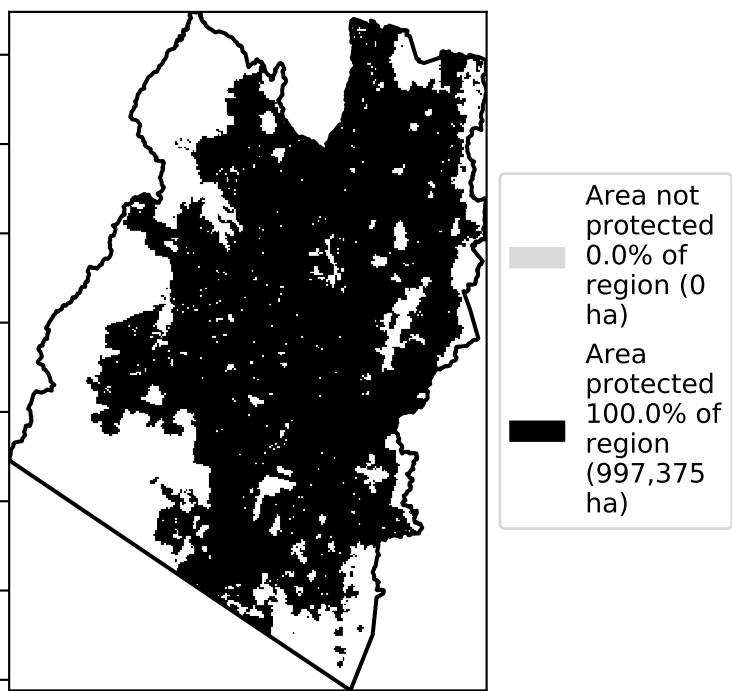 Area not
protected
0.0% of
region (0
ha)
Area
protected
100.0% of
region
(997,375
ha)